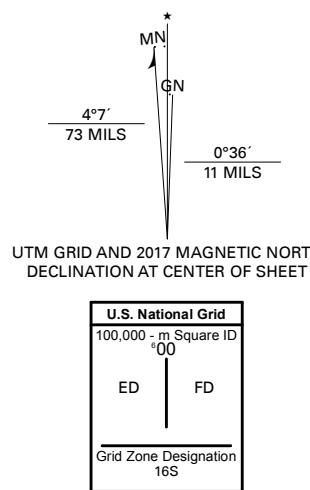 ★
MN
GN
4°7´
73 MILS
0°36´
11 MILS
UTM GRID AND 2017 MAGNETIC NORT
DECLINATION AT CENTER OF SHEET
U.S. National Grid
100,000 - m Square ID
⁶00
ED FD
Grid Zone Designation
16S